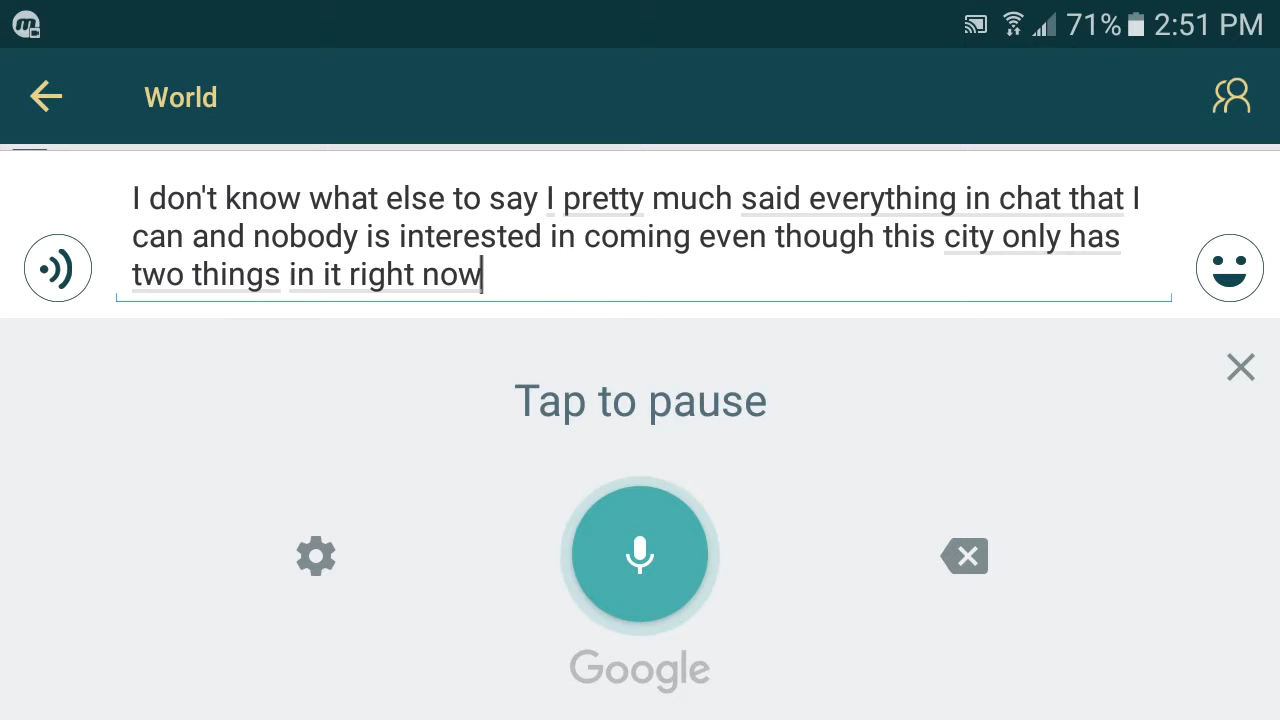 71% 2:51 PM
World
I don't know what else to say I pretty much said everything in chat that I
can and nobody is interested in coming even though this city only has
two things in it right now
Tap to pause
Google